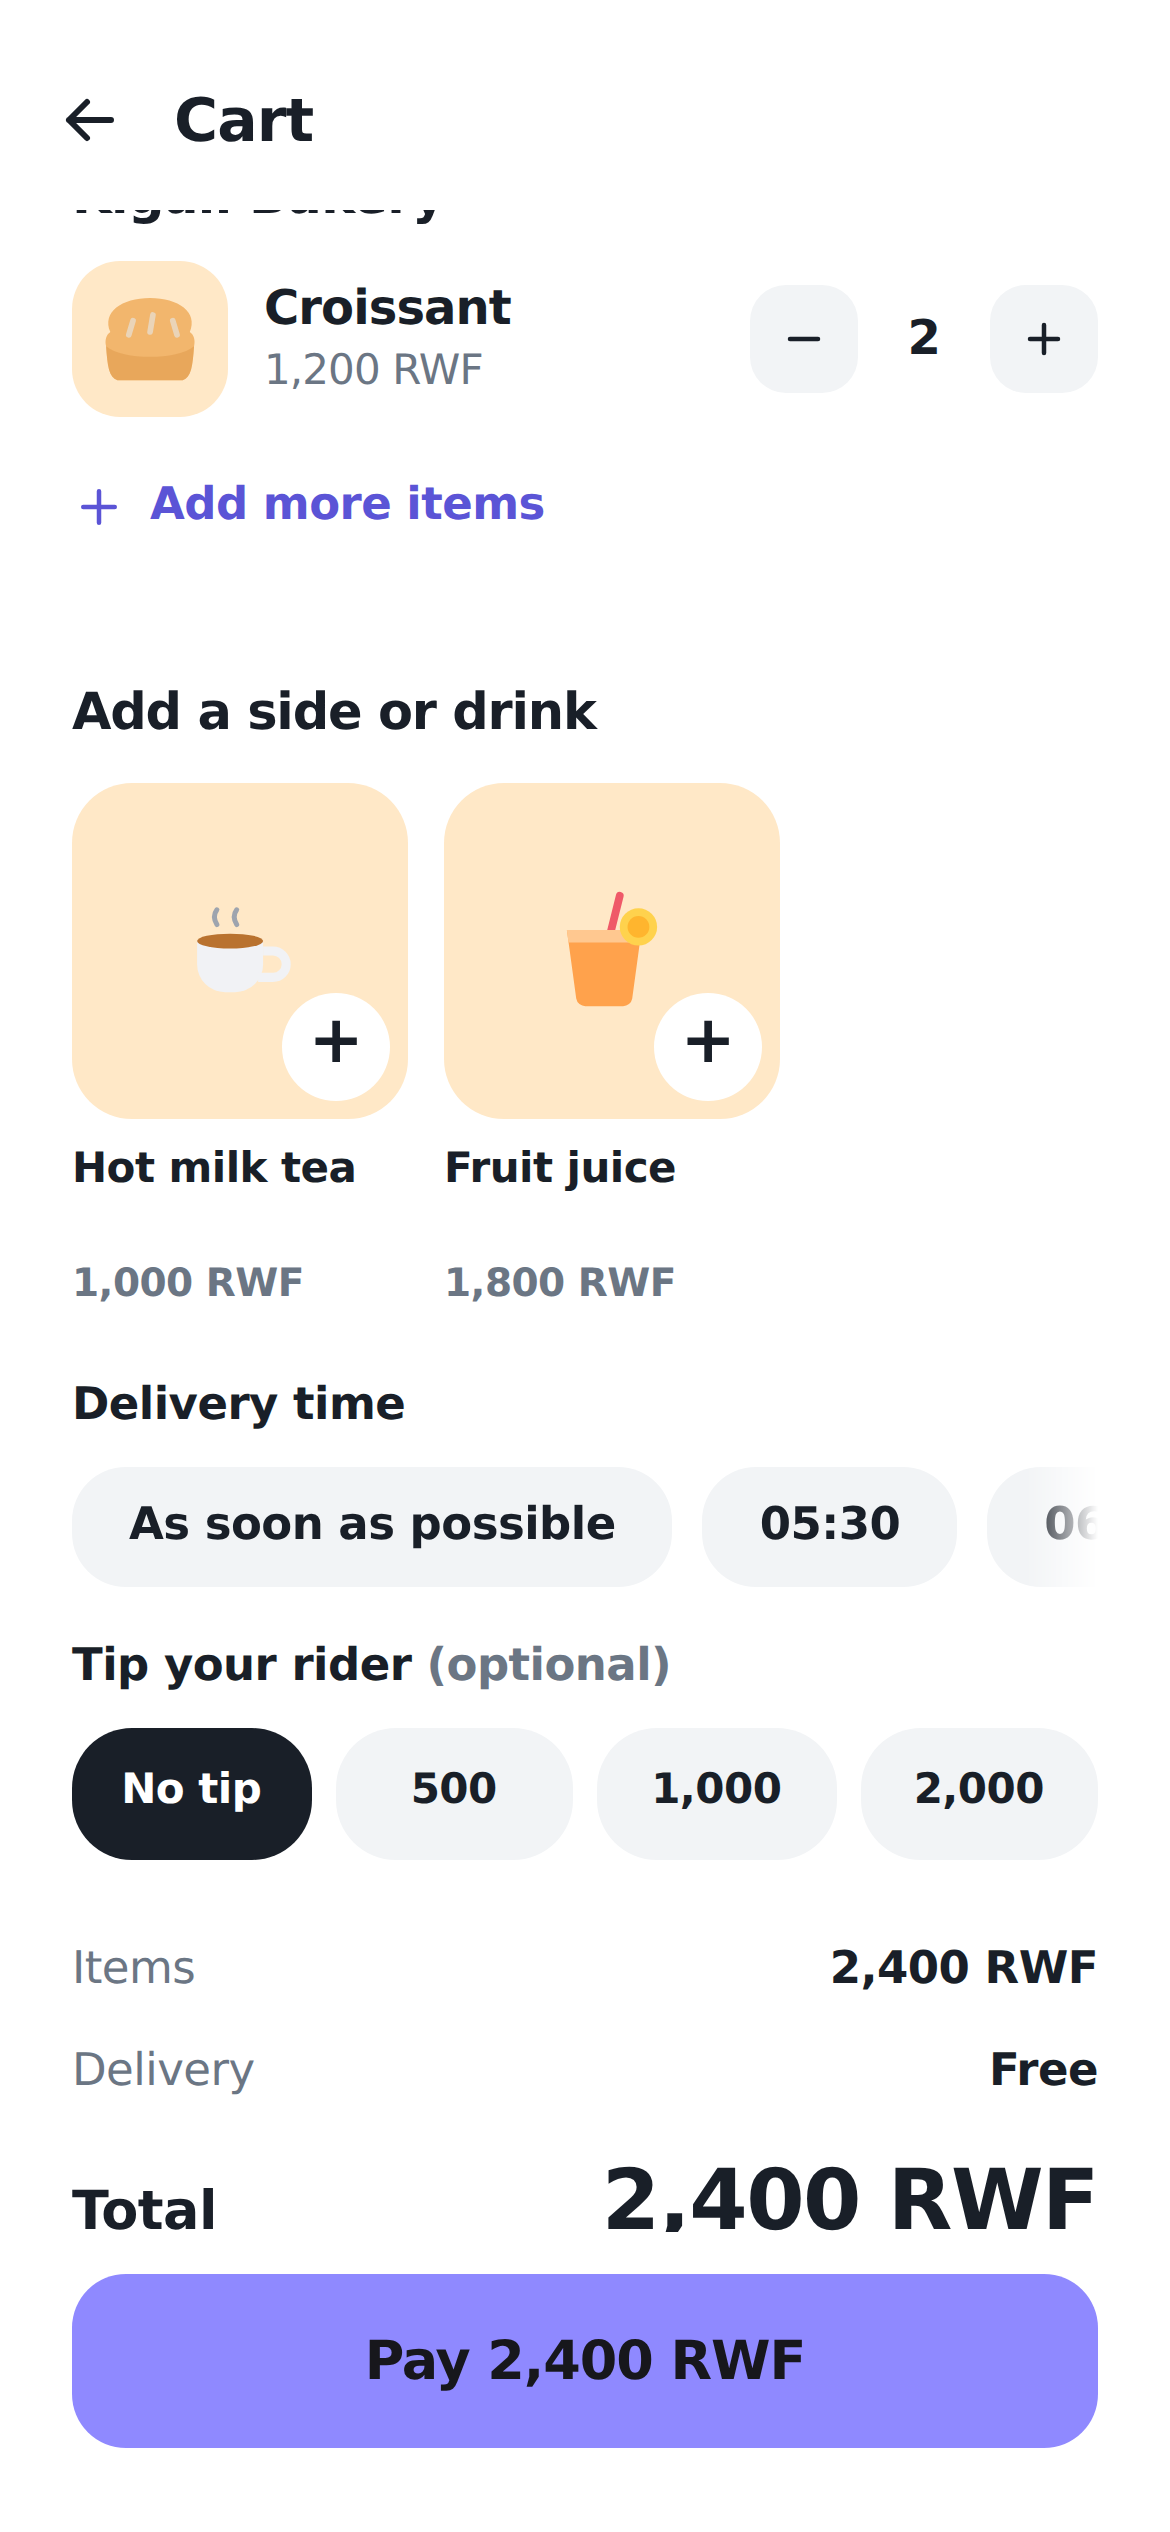 Cart
Bakery
Croissant
1,200 RWF
2
Add more items
Add a side or drink
Hot milk tea
Fruit juice
1,000 RWF
1,800 RWF
Delivery time
As soon as possible
05:30
Tip your rider (optional)
No tip
500
1,000
2,000
Items
2,400 RWF
Delivery
Free
Total
2,400 RWF
Pay 2,400 RWF